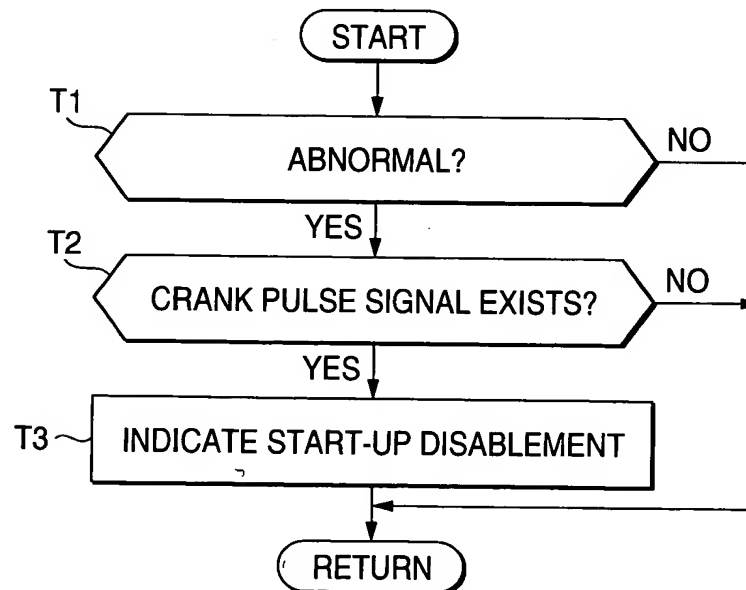 START
T1
ABNORMAL?
NO
YES
T2
CRANK PULSE SIGNAL EXISTS?
NO
YES
T3
INDICATE START-UP DISABLEMENT
RETURN